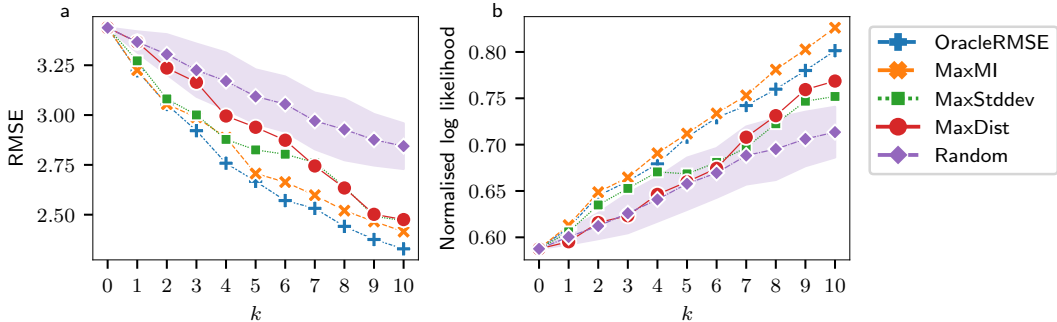 a
RMSE
3.25
3.00
2.75
2.50
0 1 2 3 4 5 6 7 8 9 10
k
b
Normalised log likelihood
0.80
0.75
0.70
0.65
0.60
0 1 2 3 4 5 6 7 8 9 10
k
OracleRMSE
MaxMI
MaxStddev
MaxDist
Random